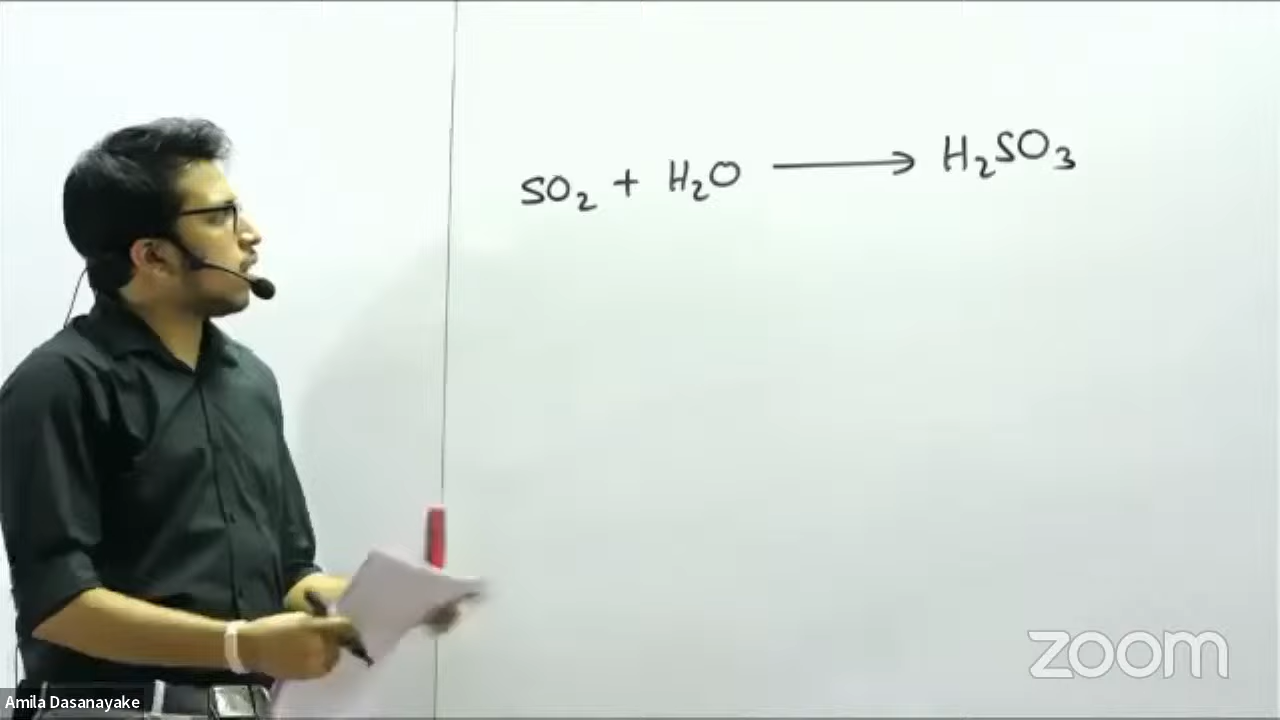 SO₂ + H₂O ⟶ H₂SO₃
zoom
Amila Dasanayake